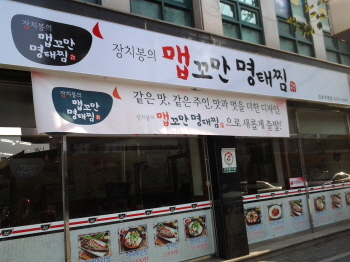 장치봉의
맵꼬만
명태찜
장치봉의 맵꼬만 명태찜
장치봉의
맵꼬만
명태찜
같은 맛, 같은 주인, 맛과 멋을 더한 디자인,
장치봉의 맵꼬만 명태찜으로 새롭게 출발!